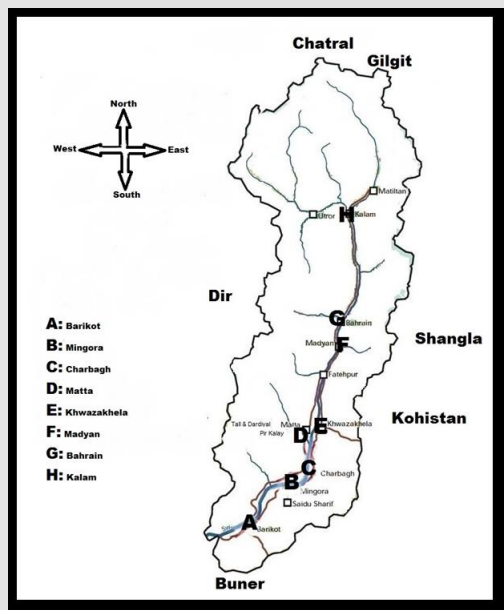 Chatral
Gilgit
North
West
East
South
Matiltan
Utror
H
Kalam
Dir
G
Bahrain
Madyan
F
Shangla
A: Barikot
B: Mingora
C: Charbagh
D: Matta
E: Khwazakhela
F: Madyan
G: Bahrain
H: Kalam
Fatehpur
Kohistan
Tall & Dardival
Matta
E
Khwazakhela
Pir Kalay
D
C
Charbagh
B
Mingora
Saidu Sharif
A
Barikot
Buner